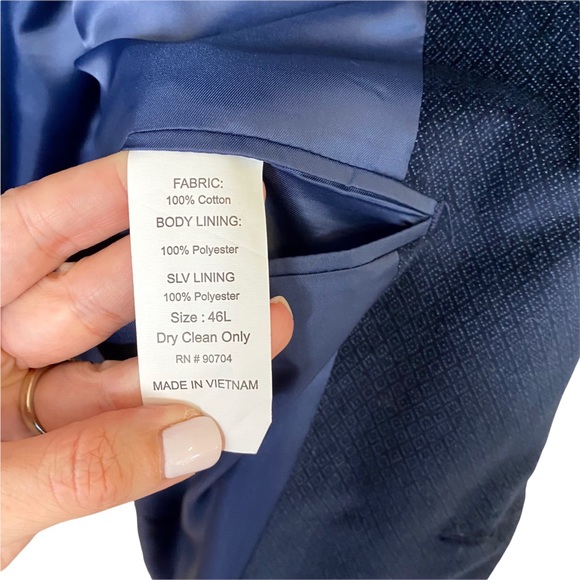 FABRIC:
100% Cotton
BODY LINING:
100% Polyester
SLV LINING
100% Polyester
Size : 46L
Dry Clean Only
RN # 90704
MADE IN VIETNAM